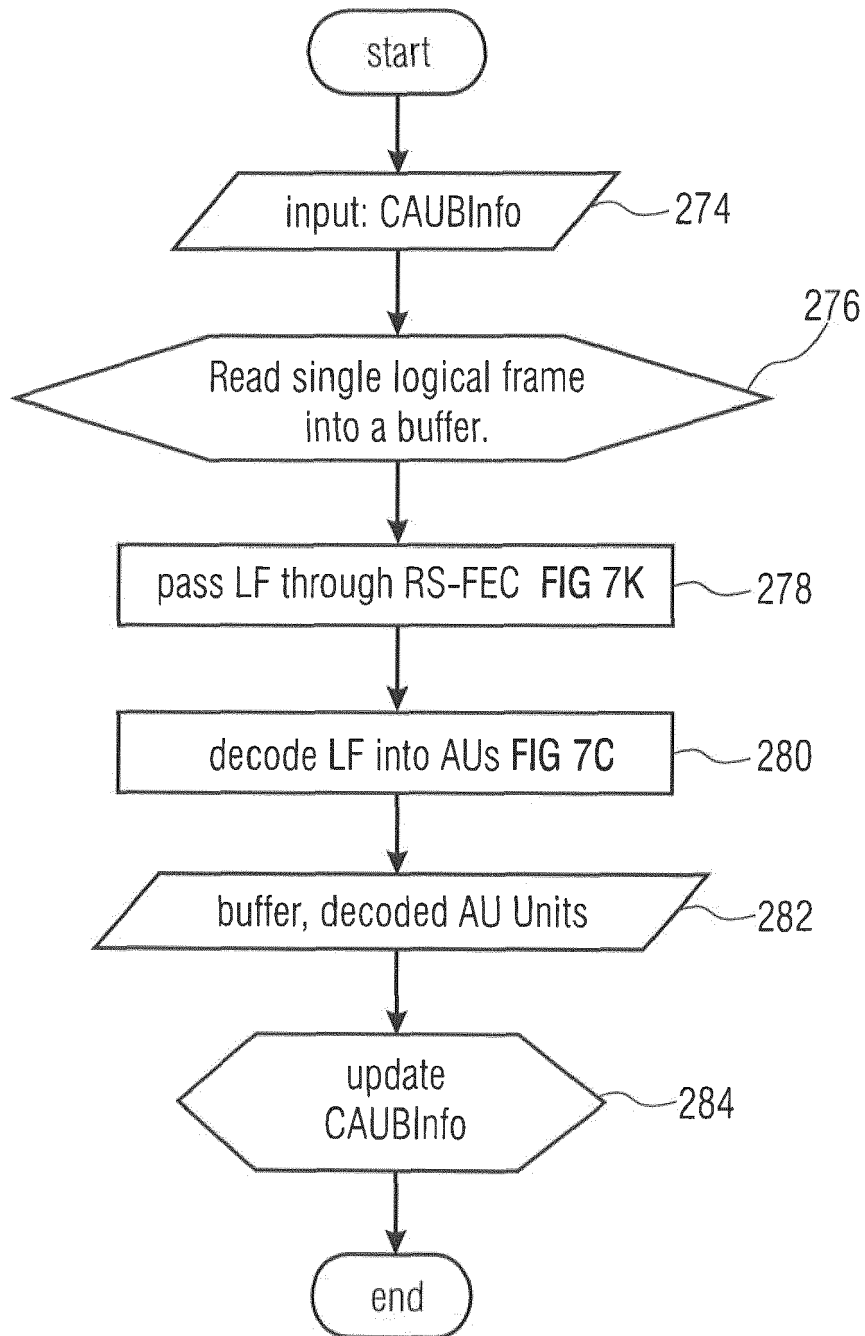 start
input: CAUBInfo
274
276
Read single logical frame
into a buffer.
pass LF through RS-FEC FIG 7K
278
decode LF into AUs FIG 7C
280
buffer, decoded AU Units
282
update
CAUBInfo
284
end